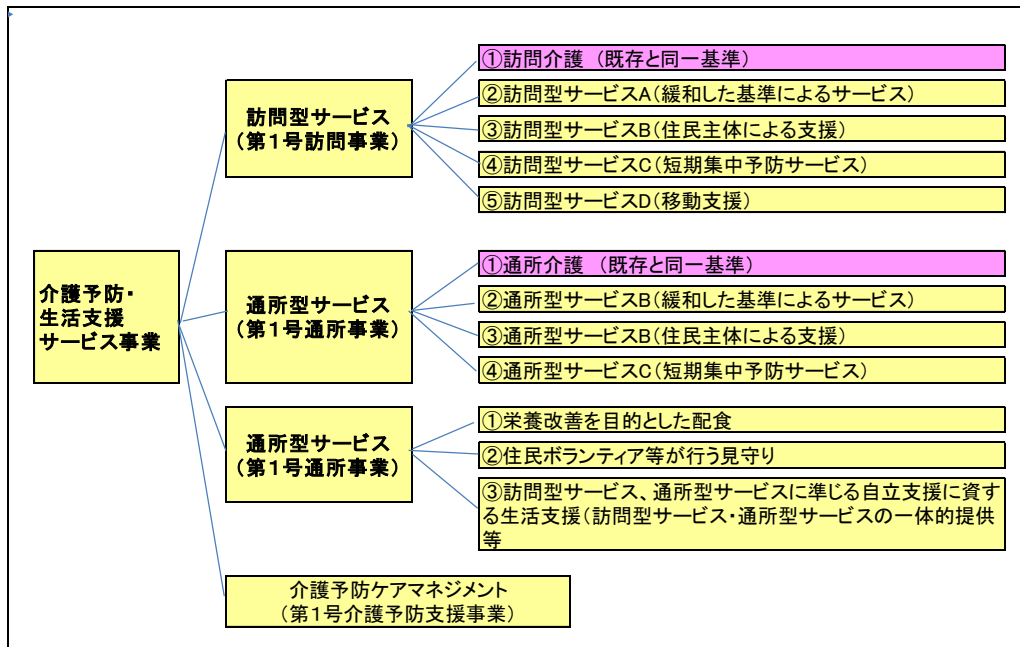 介護予防・
生活支援
サービス事業
訪問型サービス
(第1号訪問事業)
①訪問介護 (既存と同一基準)
②訪問型サービスA(緩和した基準によるサービス)
③訪問型サービスB(住民主体による支援)
④訪問型サービスC(短期集中予防サービス)
⑤訪問型サービスD(移動支援)
通所型サービス
(第1号通所事業)
①通所介護 (既存と同一基準)
②通所型サービスB(緩和した基準によるサービス)
③通所型サービスB(住民主体による支援)
④通所型サービスC(短期集中予防サービス)
通所型サービス
(第1号通所事業)
①栄養改善を目的とした配食
②住民ボランティア等が行う見守り
③訪問型サービス、通所型サービスに準じる自立支援に資す
る生活支援(訪問型サービス・通所型サービスの一体的提供
等
介護予防ケアマネジメント
(第1号介護予防支援事業)